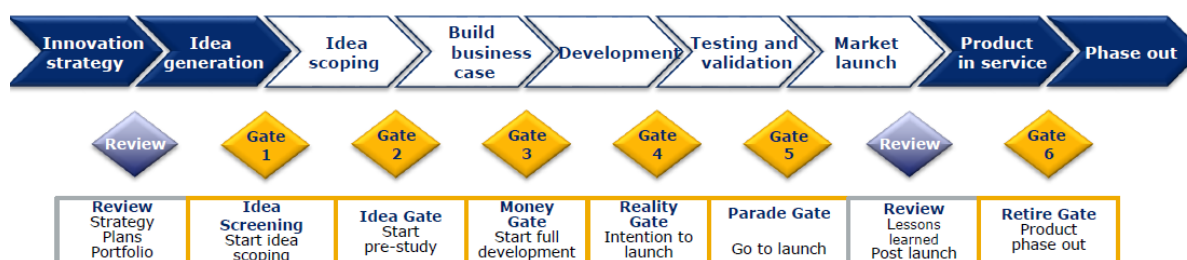 Innovation
strategy
Idea
generation
Idea
scoping
Build
business
case
Development
Testing and
validation
Market
launch
Product
in service
Phase out
Review
Gate
1
Gate
2
Gate
3
Gate
4
Gate
5
Review
Gate
6
Review
Strategy
Plans
Portfolio
Idea
Screening
Start idea
scoping
Idea Gate
Start
pre-study
Money
Gate
Start full
development
Reality
Gate
Intention to
launch
Parade Gate
Go to launch
Review
Lessons
learned
Post launch
Retire Gate
Product
phase out